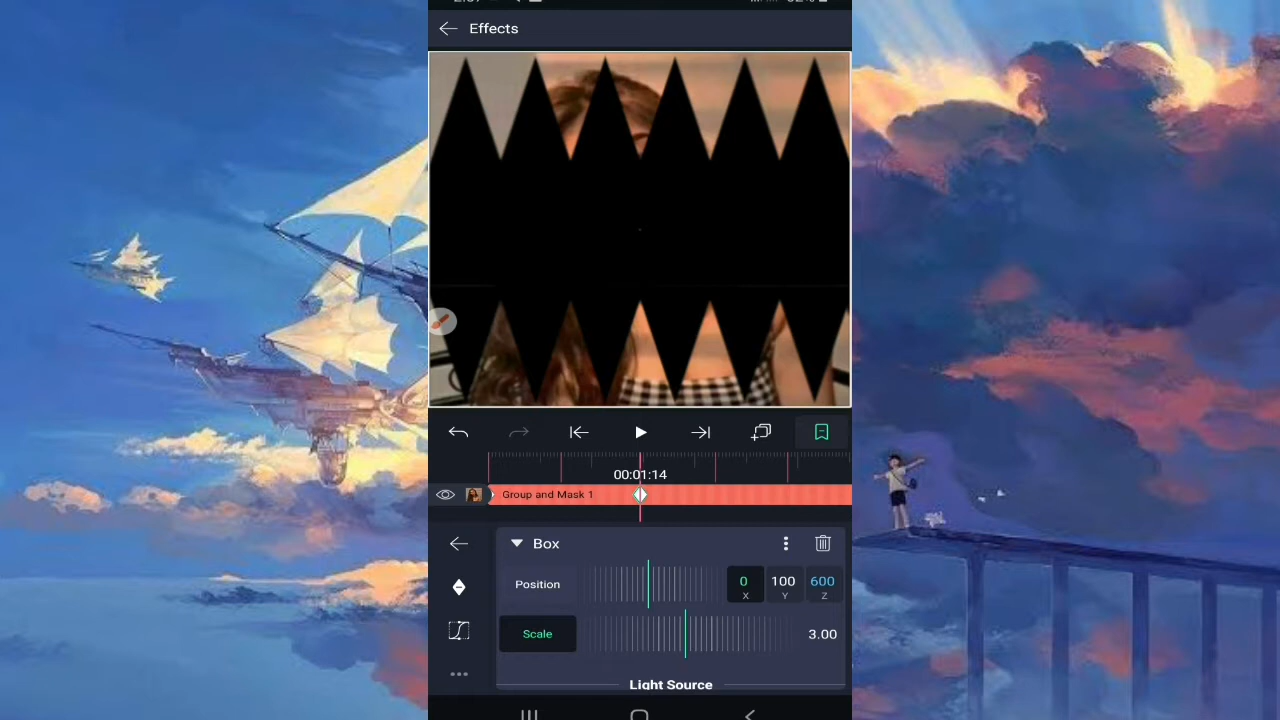 Effects
00:01:14
Group and Mask 1
Box
Position
0
100
600
X
Y
Z
Scale
3.00
Light Source